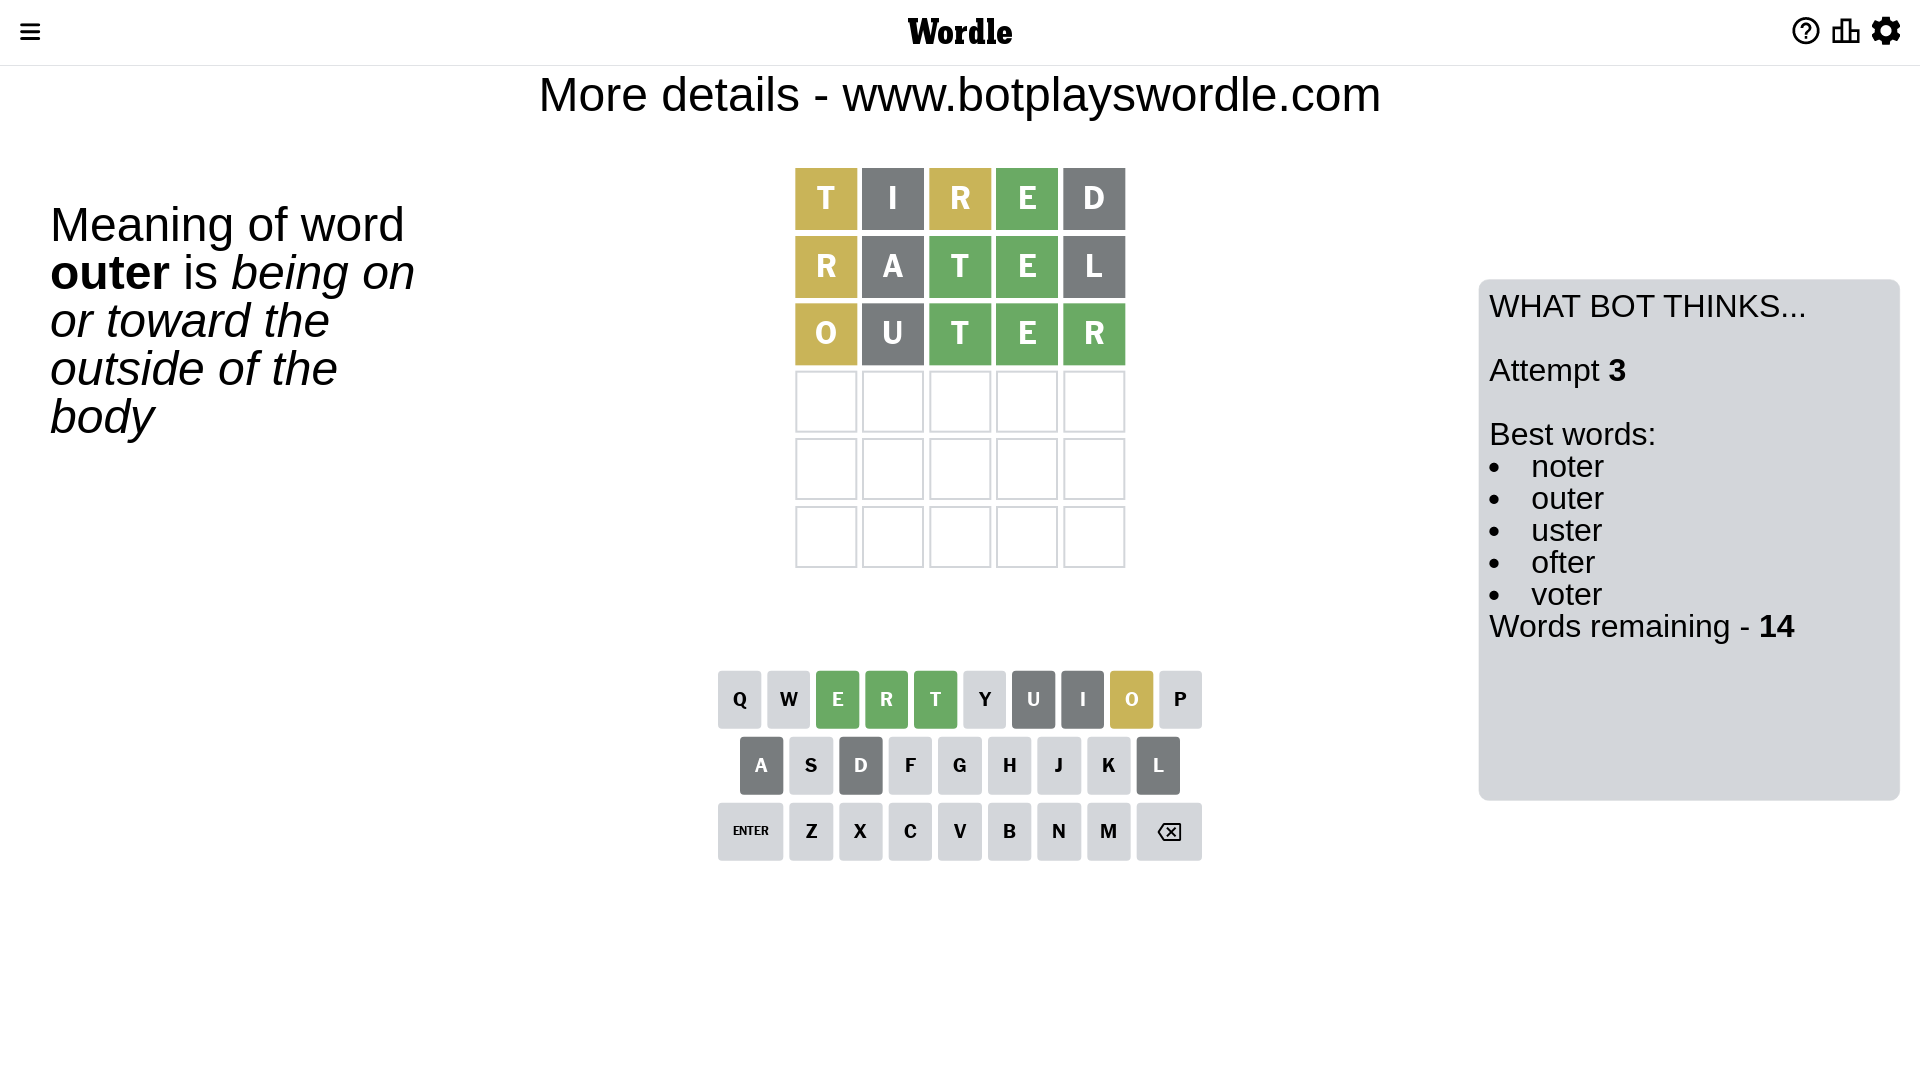 Wordle
More details - www.botplayswordle.com
Meaning of word
outer is being on
or toward the
outside of the
body
T I R E D
R A T E L
O U T E R
WHAT BOT THINKS...
Attempt 3
Best words:
• noter
• outer
• uster
• ofter
• voter
Words remaining - 14
Q W E R T Y U I O P
A S D F G H J K L
ENTER Z X C V B N M